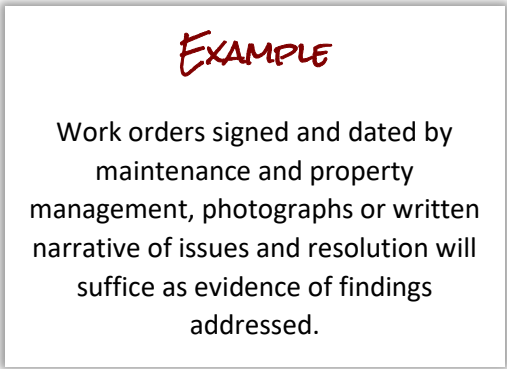 Example
Work orders signed and dated by
maintenance and property
management, photographs or written
narrative of issues and resolution will
suffice as evidence of findings
addressed.